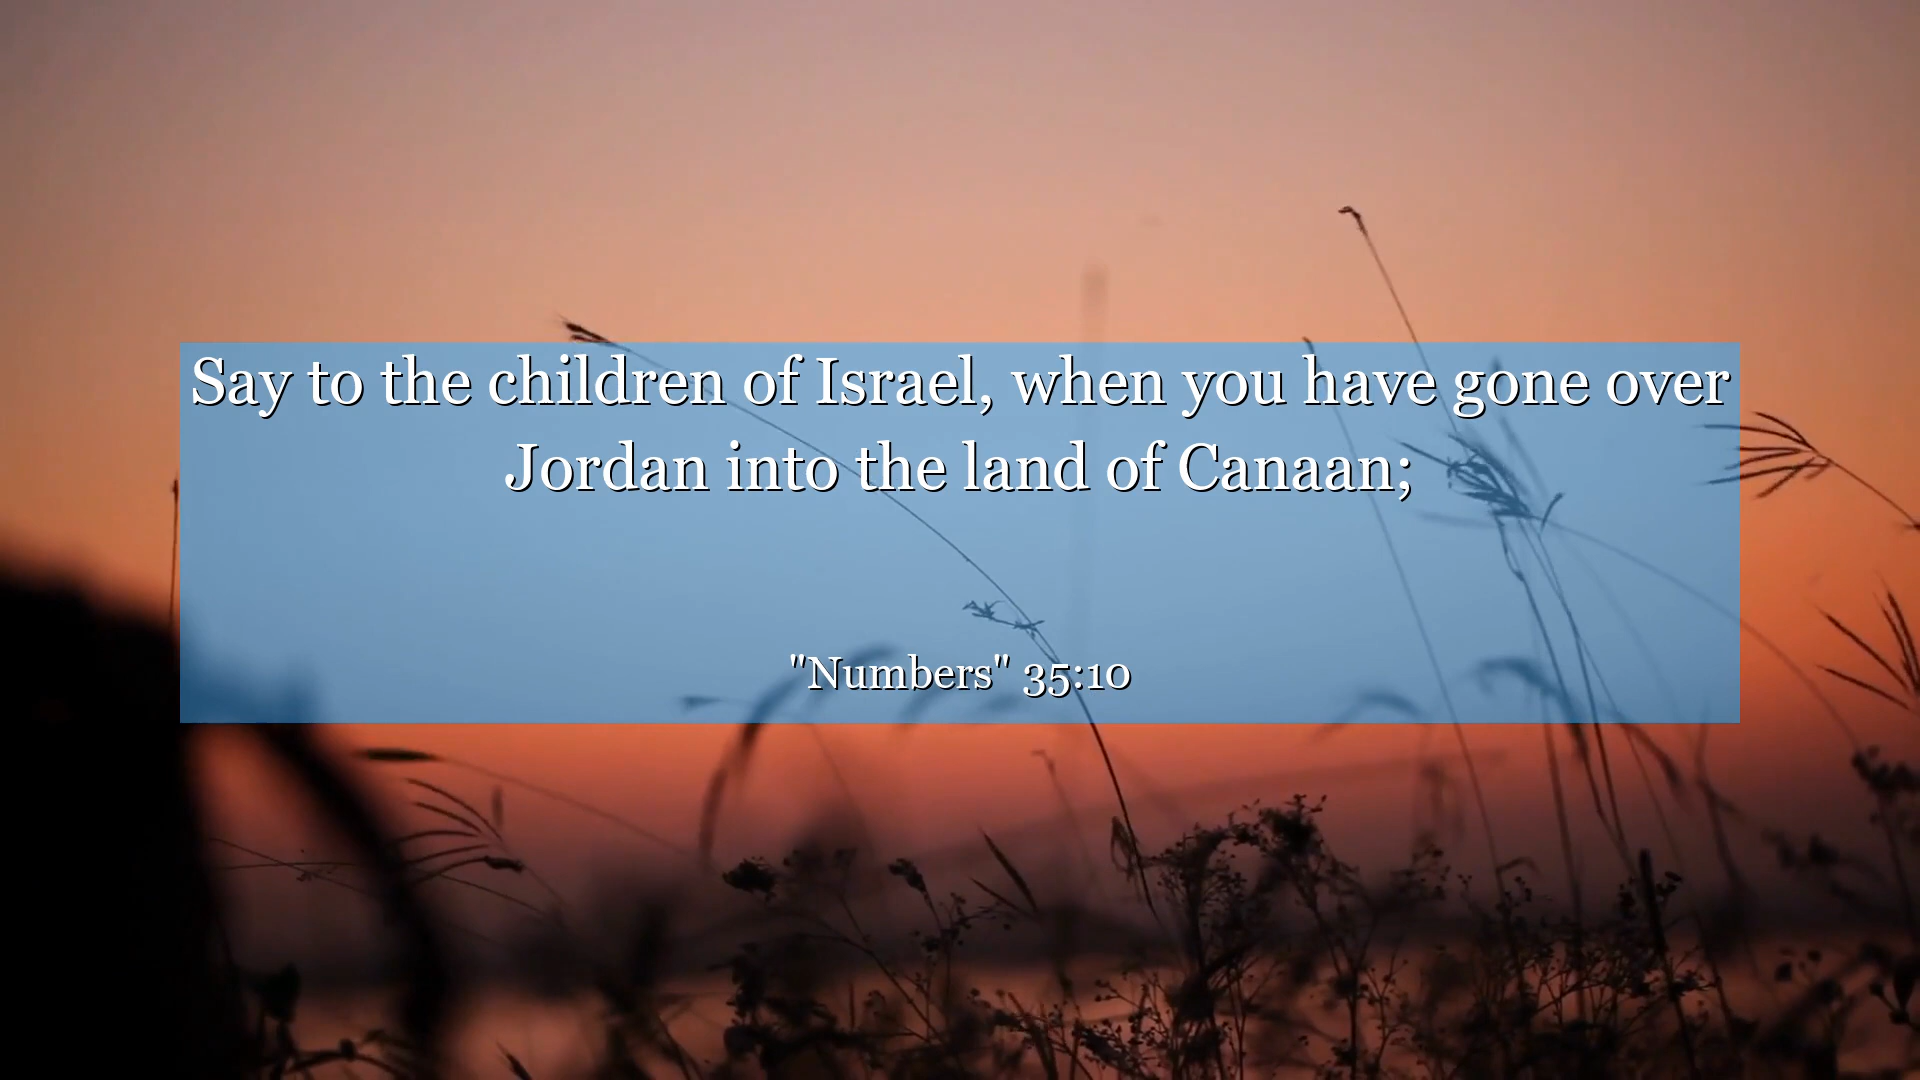 Say to the children of Israel, when you have gone over
Jordan into the land of Canaan;
"Numbers" 35:10